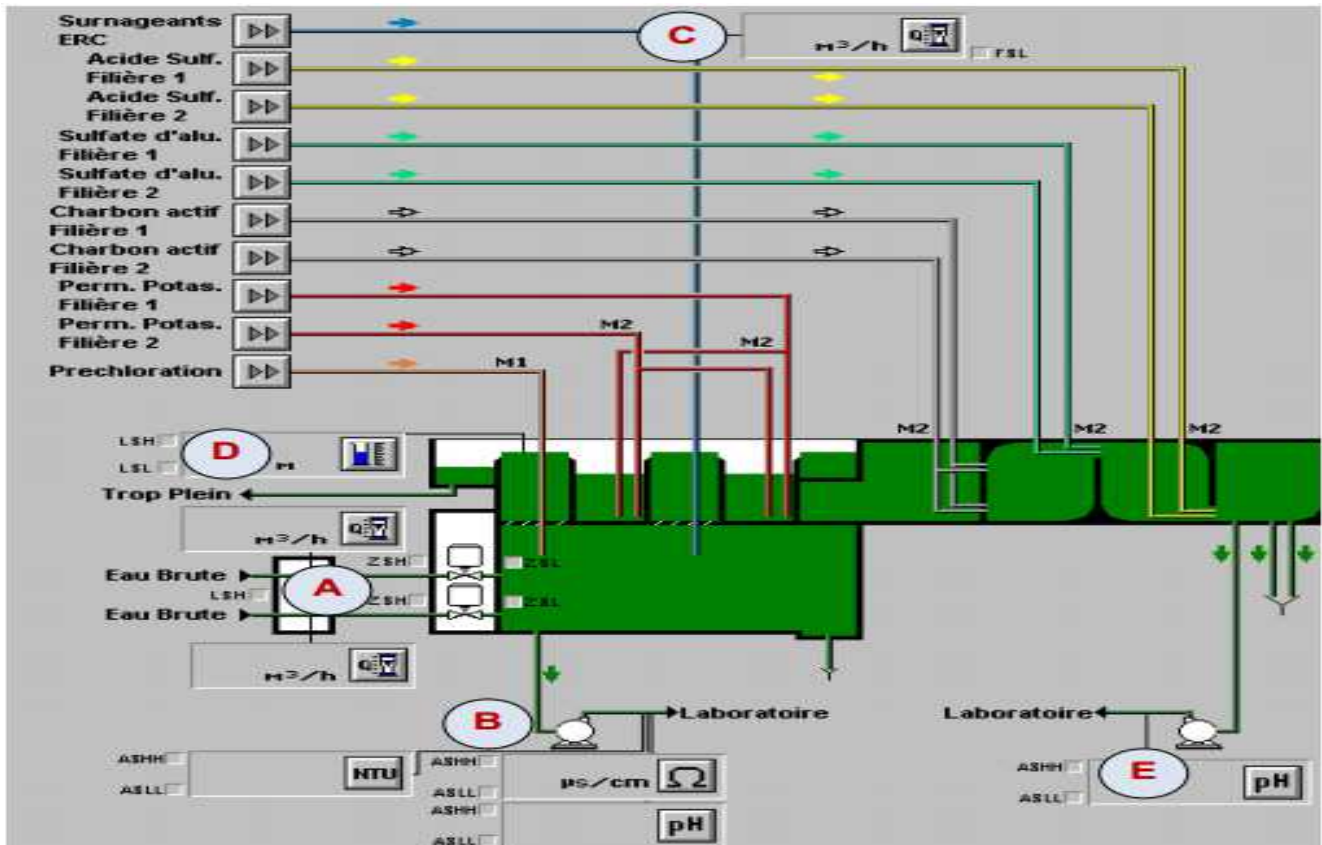 Surnageants
ERC
C
м³/h
Q
FSL
Acide Sulf.
Filière 1
Acide Sulf.
Filière 2
Sulfate d'alu.
Filière 1
Sulfate d'alu.
Filière 2
Charbon actif
Filière 1
Charbon actif
Filière 2
Perm. Potas.
Filière 1
Perm. Potas.
Filière 2
M2
M2
Prechloration
M1
LSH
D
M
LSL
M2
M2
M2
Trop Plein
м³/h
Q
Eau Brute
ZSH
ZSL
LSH
A
ZSH
ZSL
Eau Brute
м³/h
Q
B
Laboratoire
Laboratoire
ASHH
NTU
ASLL
ASHH
µs/cm
Ω
ASLL
ASHH
pH
ASLL
ASHH
E
pH
ASLL